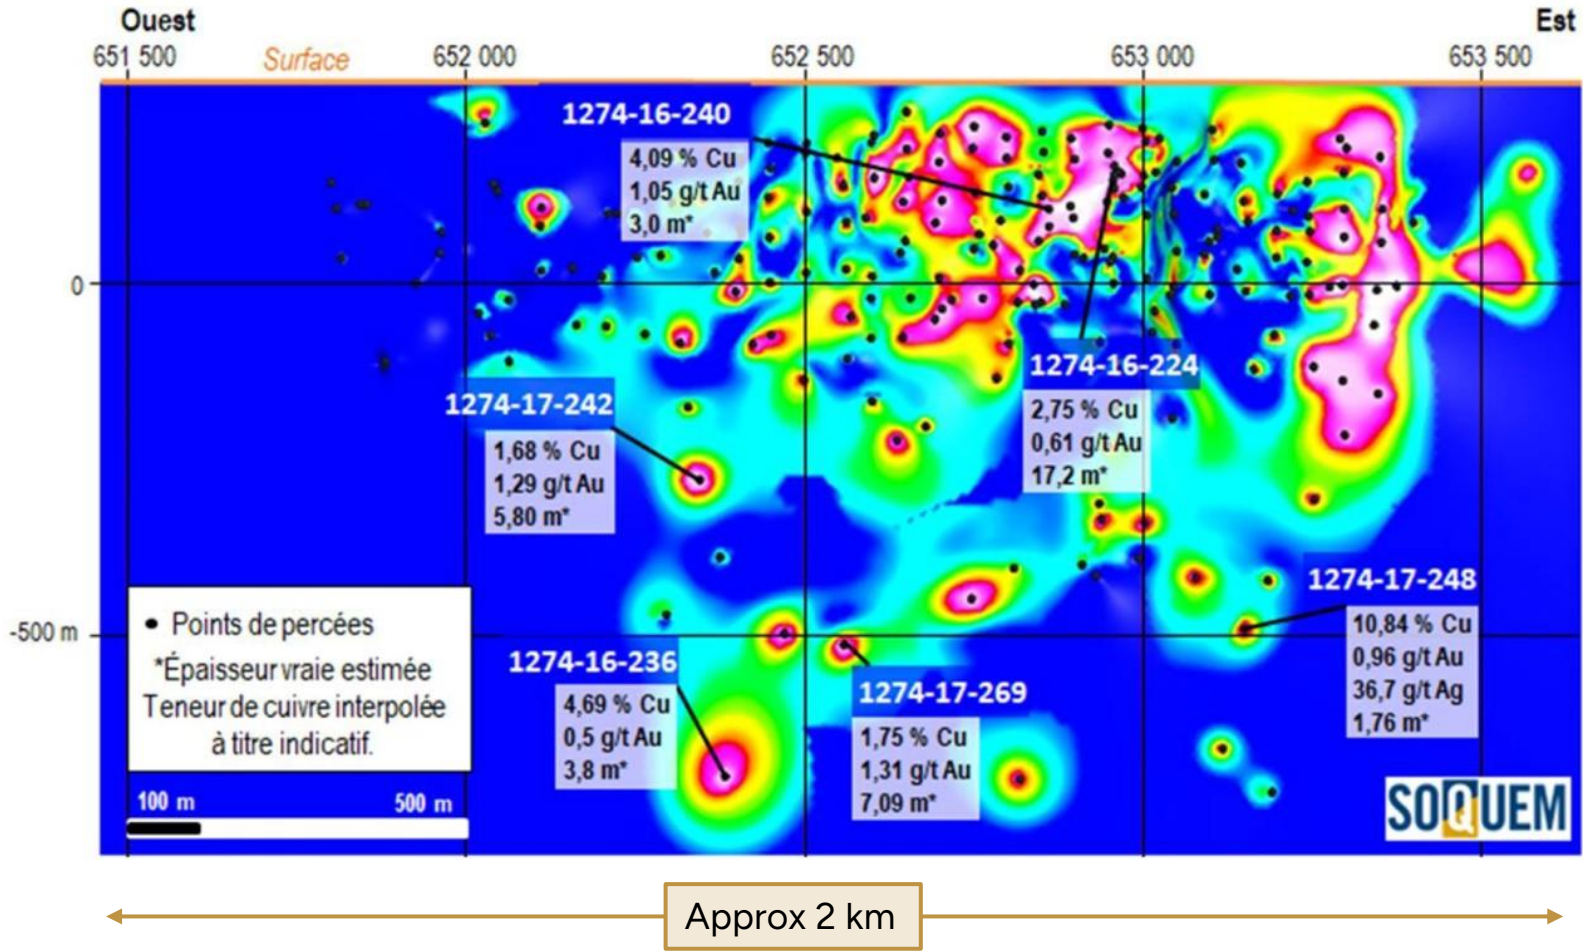 Ouest
Est
651 500
Surface
652 000
652 500
653 000
653 500
1274-16-240
4,09 % Cu
1,05 g/t Au
3,0 m*
0
1274-16-224
2,75 % Cu
0,61 g/t Au
17,2 m*
1274-17-242
1,68 % Cu
1,29 g/t Au
5,80 m*
1274-17-248
10,84 % Cu
0,96 g/t Au
36,7 g/t Ag
1,76 m*
-500 m
Points de percées
*Épaisseur vraie estimée
Teneur de cuivre interpolée
à titre indicatif.
1274-16-236
4,69 % Cu
0,5 g/t Au
3,8 m*
1274-17-269
1,75 % Cu
1,31 g/t Au
7,09 m*
100 m
500 m
SOQUEM
Approx 2 km